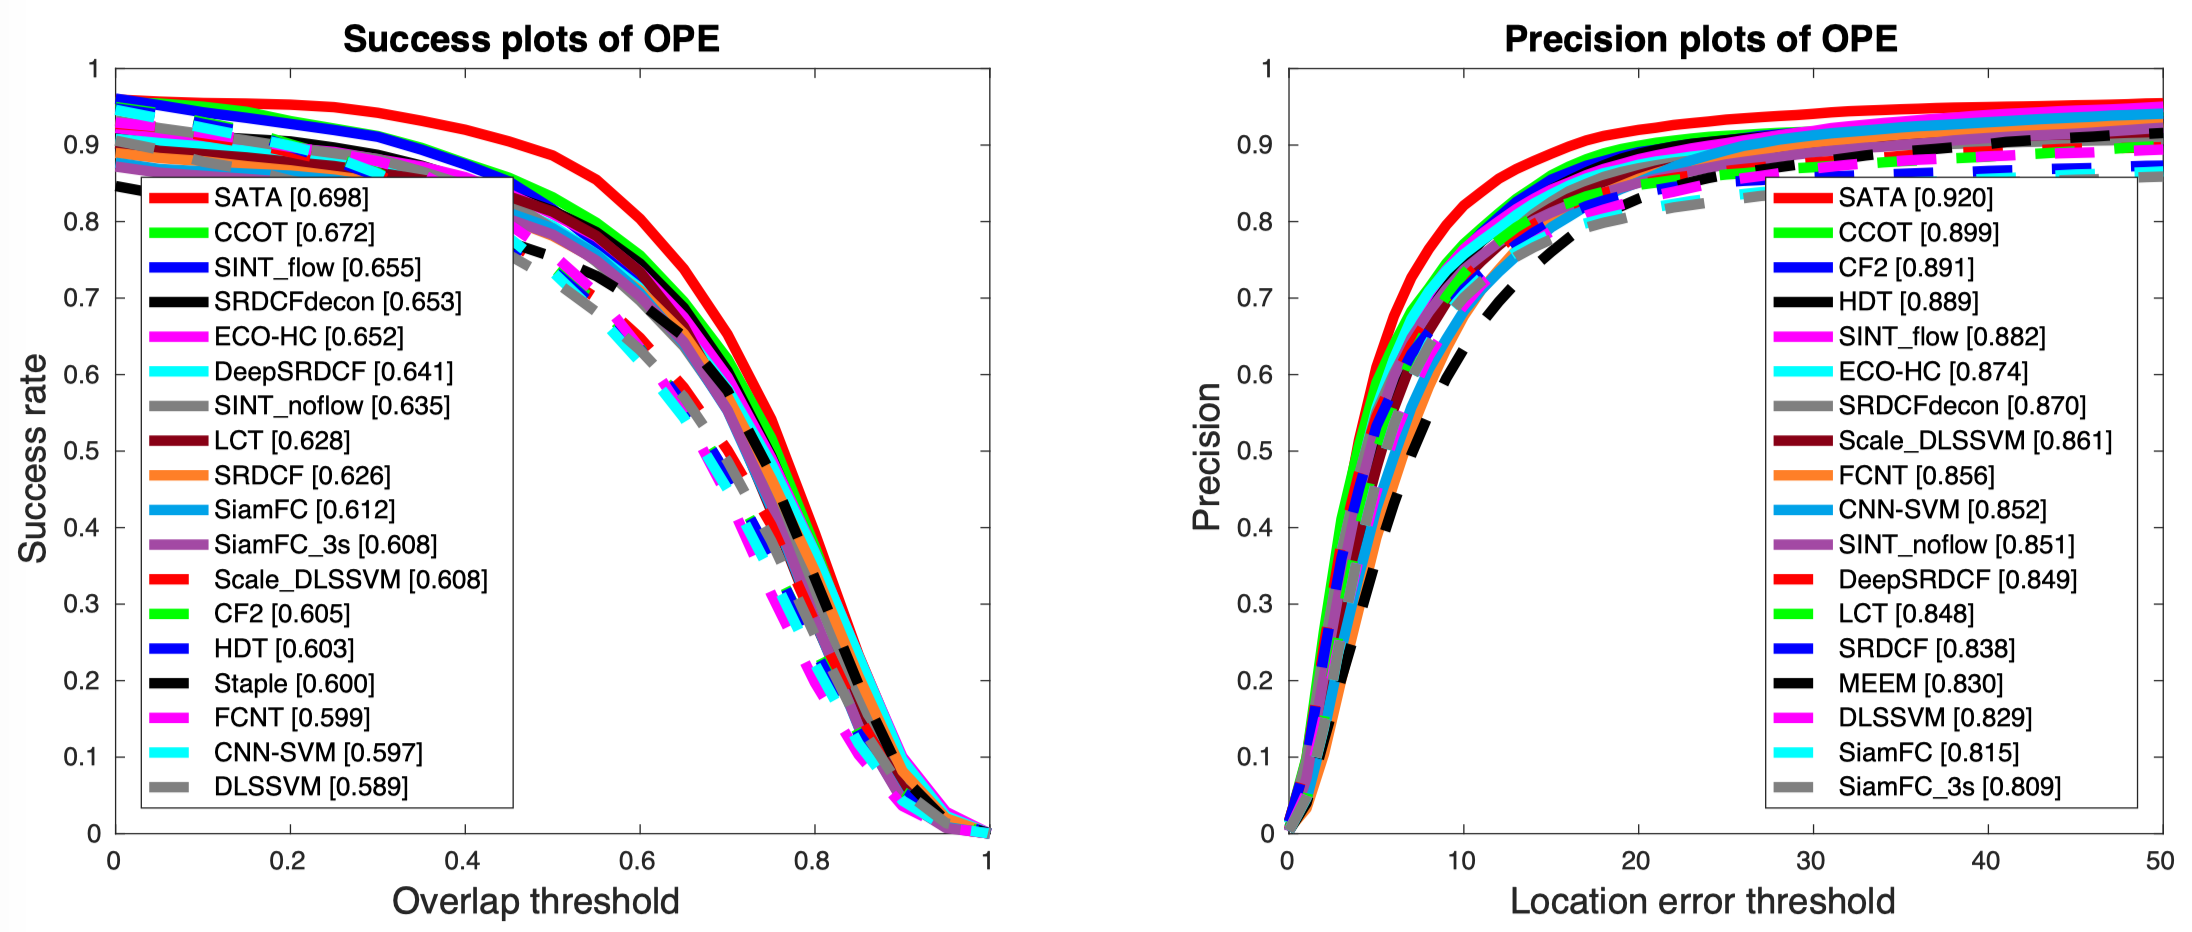 Success plots of OPE
1
0.9
0.8
0.7
0.6
0.5
0.4
0.3
0.2
0.1
0
Success rate
SATA [0.698]
CCOT [0.672]
SINT_flow [0.655]
SRDCFdecon [0.653]
ECO-HC [0.652]
DeepSRDCF [0.641]
SINT_noflow [0.635]
LCT [0.628]
SRDCF [0.626]
SiamFC [0.612]
SiamFC_3s [0.608]
Scale_DLSSVM [0.608]
CF2 [0.605]
HDT [0.603]
Staple [0.600]
FCNT [0.599]
CNN-SVM [0.597]
DLSSVM [0.589]
0 0.2 0.4 0.6 0.8 1
Overlap threshold
Precision plots of OPE
1
0.9
0.8
0.7
0.6
0.5
0.4
0.3
0.2
0.1
0
Precision
SATA [0.920]
CCOT [0.899]
CF2 [0.891]
HDT [0.889]
SINT_flow [0.882]
ECO-HC [0.874]
SRDCFdecon [0.870]
Scale_DLSSVM [0.861]
FCNT [0.856]
CNN-SVM [0.852]
SINT_noflow [0.851]
DeepSRDCF [0.849]
LCT [0.848]
SRDCF [0.838]
MEEM [0.830]
DLSSVM [0.829]
SiamFC [0.815]
SiamFC_3s [0.809]
0 10 20 30 40 50
Location error threshold